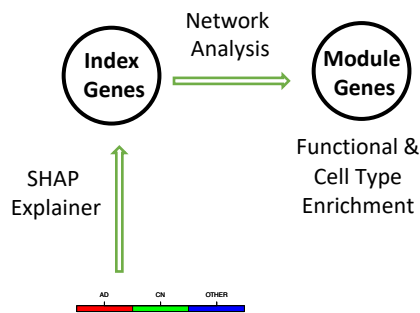 Network
Analysis
Index
Genes
Module
Genes
SHAP
Explainer
Functional &
Cell Type
Enrichment
AD CN OTHER